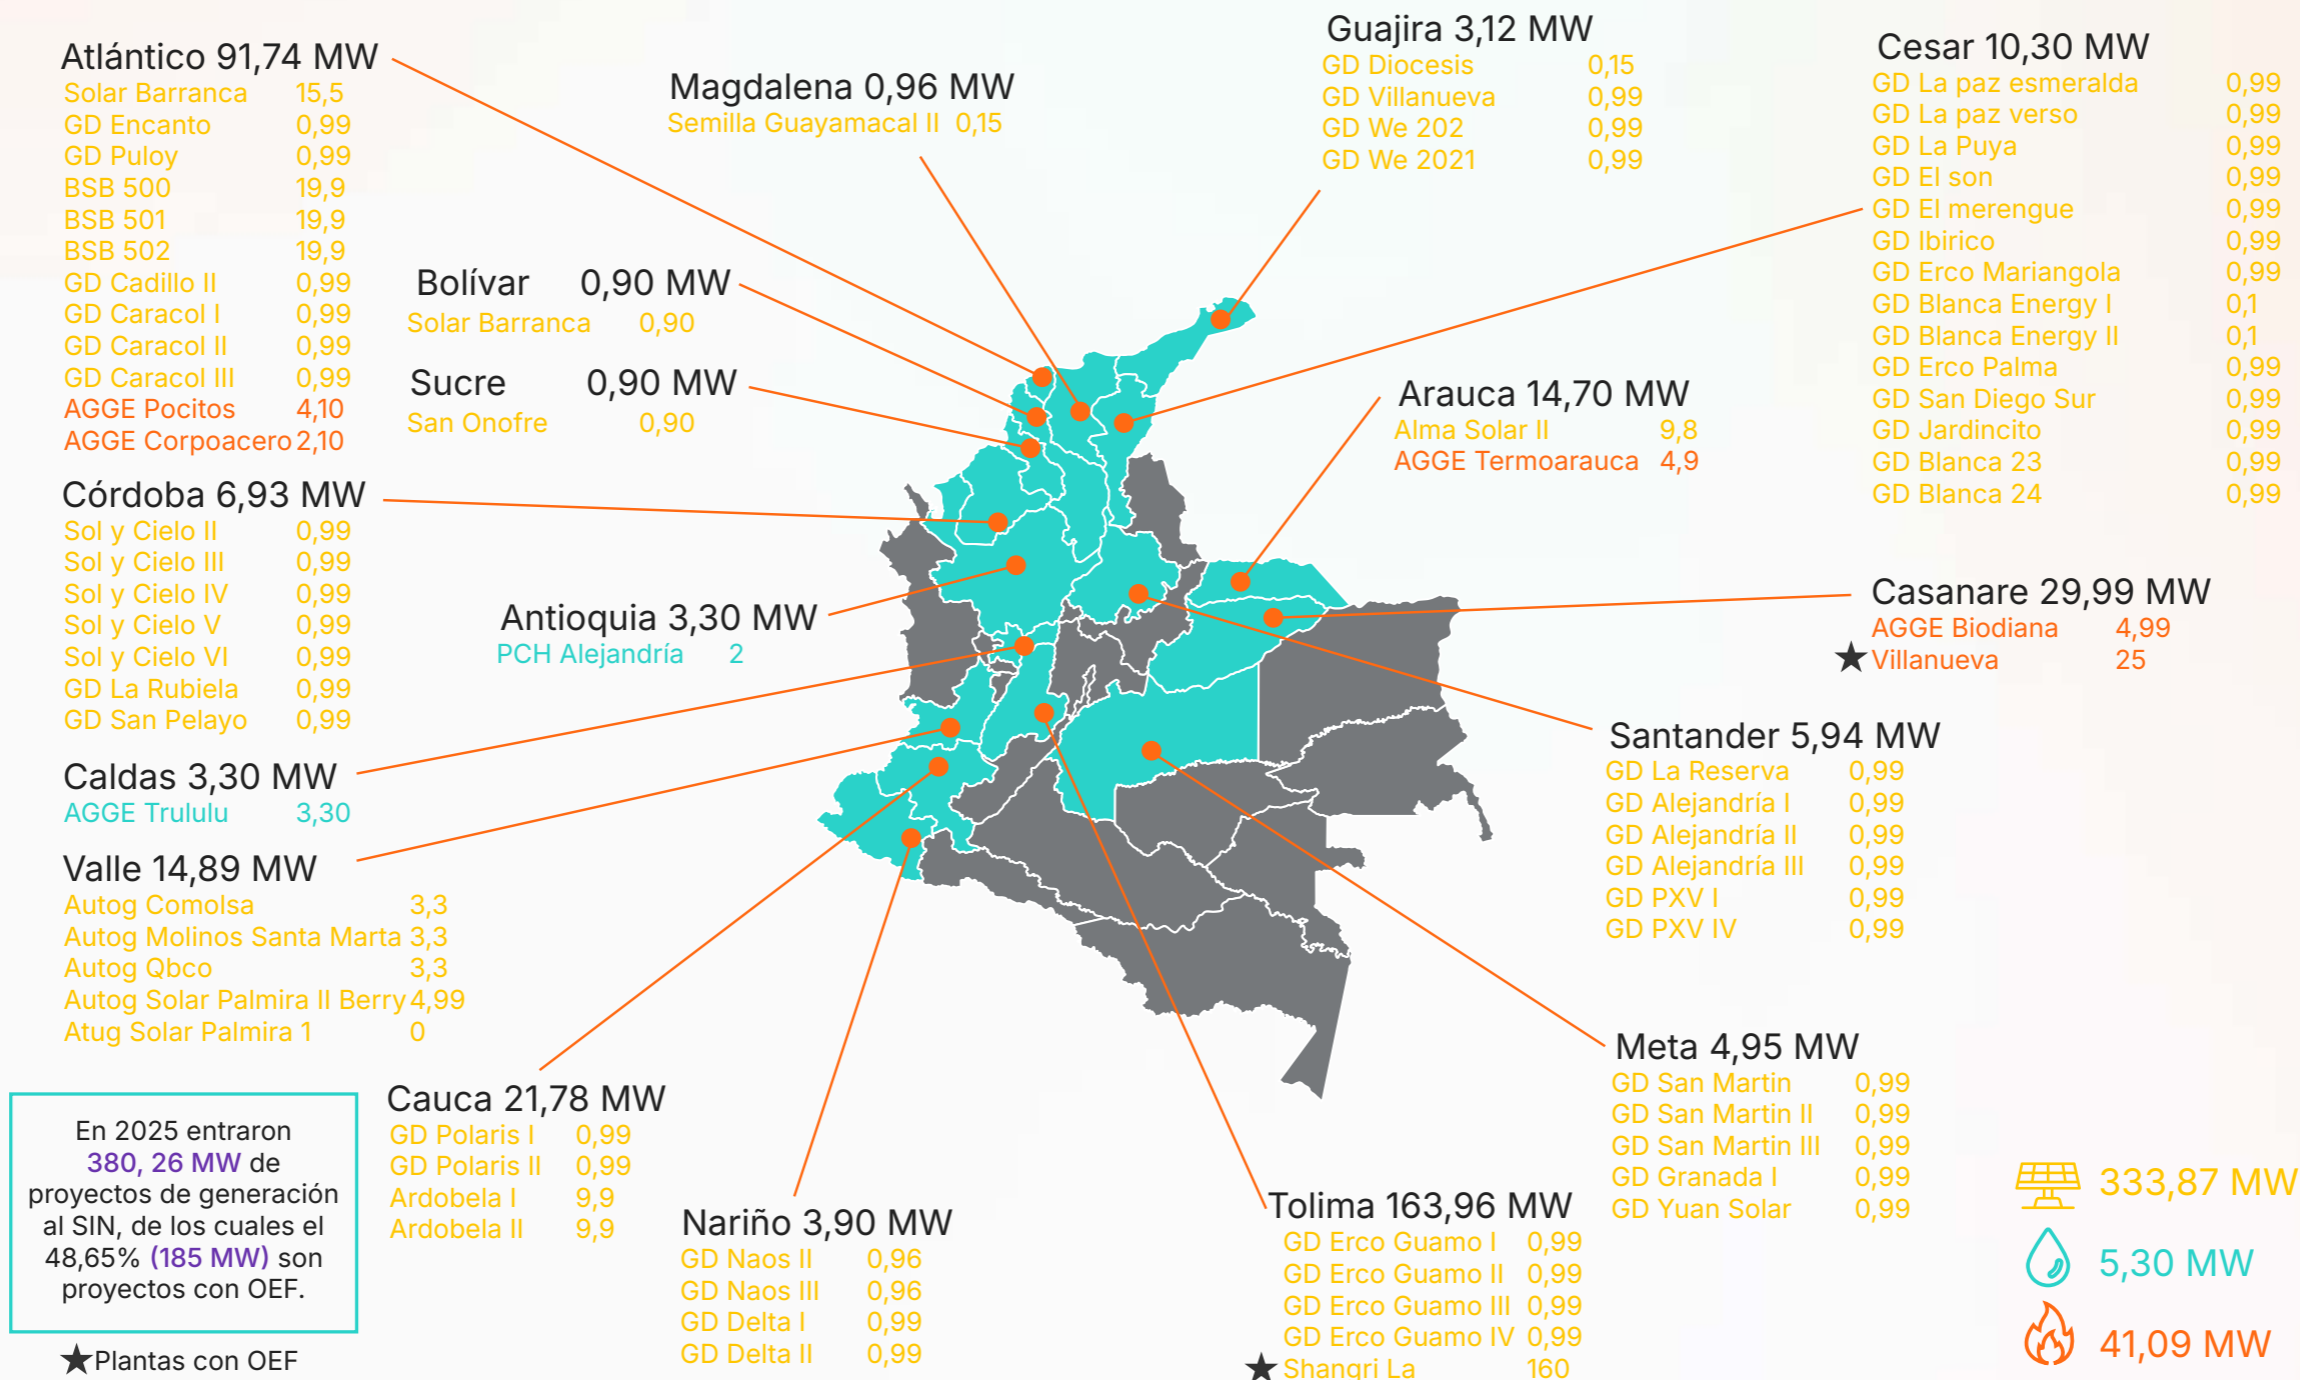 Atlántico 91,74 MW
Solar Barranca 15,5
GD Encanto 0,99
GD Puloy 0,99
BSB 500 19,9
BSB 501 19,9
BSB 502 19,9
GD Cadillo II 0,99
GD Caracol I 0,99
GD Caracol II 0,99
GD Caracol III 0,99
AGGE Pocitos 4,10
AGGE Corpoacero 2,10
Magdalena 0,96 MW
Semilla Guayamacal II 0,15
Guajira 3,12 MW
GD Diocesis 0,15
GD Villanueva 0,99
GD We 202 0,99
GD We 2021 0,99
Cesar 10,30 MW
GD La paz esmeralda 0,99
GD La paz verso 0,99
GD La Puya 0,99
GD El son 0,99
GD El merengue 0,99
GD Ibirico 0,99
GD Erco Mariangola 0,99
GD Blanca Energy I 0,1
GD Blanca Energy II 0,1
GD Erco Palma 0,99
GD San Diego Sur 0,99
GD Jardincito 0,99
GD Blanca 23 0,99
GD Blanca 24 0,99
Bolívar 0,90 MW
Solar Barranca 0,90
Sucre 0,90 MW
San Onofre 0,90
Arauca 14,70 MW
Alma Solar II 9,8
AGGE Termoarauca 4,9
Córdoba 6,93 MW
Sol y Cielo II 0,99
Sol y Cielo III 0,99
Sol y Cielo IV 0,99
Sol y Cielo V 0,99
Sol y Cielo VI 0,99
GD La Rubiela 0,99
GD San Pelayo 0,99
Antioquia 3,30 MW
PCH Alejandría 2
Casanare 29,99 MW
AGGE Biodiana 4,99
★ Villanueva 25
Caldas 3,30 MW
AGGE Trululu 3,30
Santander 5,94 MW
GD La Reserva 0,99
GD Alejandría I 0,99
GD Alejandría II 0,99
GD Alejandría III 0,99
GD PXV I 0,99
GD PXV IV 0,99
Valle 14,89 MW
Autog Comolsa 3,3
Autog Molinos Santa Marta 3,3
Autog Qbco 3,3
Autog Solar Palmira II Berry 4,99
Atug Solar Palmira 1 0
Meta 4,95 MW
GD San Martin 0,99
GD San Martin II 0,99
GD San Martin III 0,99
GD Granada I 0,99
GD Yuan Solar 0,99
Cauca 21,78 MW
GD Polaris I 0,99
GD Polaris II 0,99
Ardobela I 9,9
Ardobela II 9,9
Nariño 3,90 MW
GD Naos II 0,96
GD Naos III 0,96
GD Delta I 0,99
GD Delta II 0,99
Tolima 163,96 MW
GD Erco Guamo I 0,99
GD Erco Guamo II 0,99
GD Erco Guamo III 0,99
GD Erco Guamo IV 0,99
★ Shangri La 160
En 2025 entraron
380, 26 MW de
proyectos de generación
al SIN, de los cuales el
48,65% (185 MW) son
proyectos con OEF.
★ Plantas con OEF
333,87 MW
5,30 MW
41,09 MW